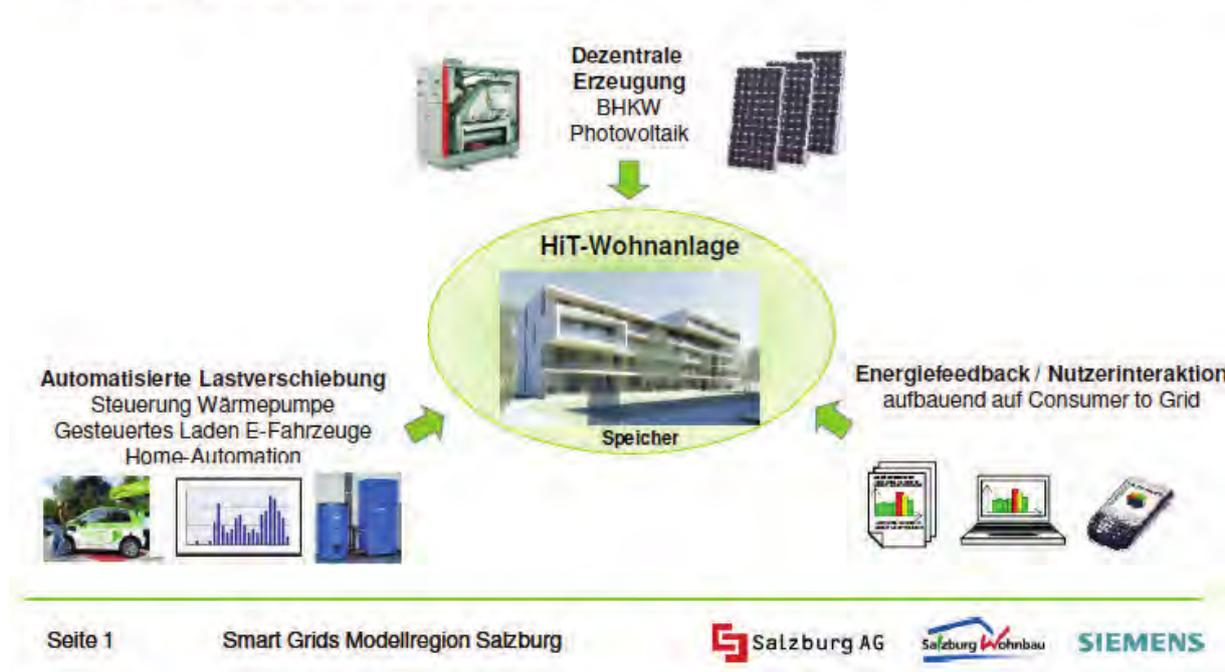 Dezentrale
Erzeugung
BHKW
Photovoltaik
HiT-Wohnanlage
Speicher
Automatisierte Lastverschiebung
Steuerung Wärmepumpe
Gesteuertes Laden E-Fahrzeuge
Home-Automation
Energiefeedback / Nutzerinteraktion
aufbauend auf Consumer to Grid
Seite 1
Smart Grids Modellregion Salzburg
Salzburg AG
Salzburg Wohnbau
SIEMENS